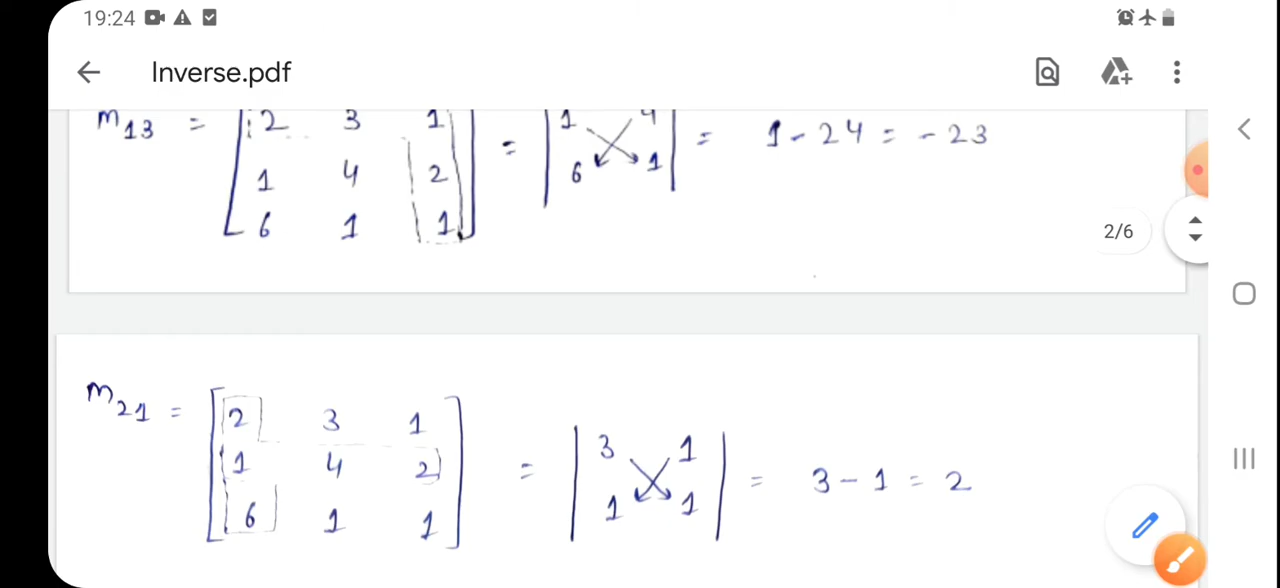 19:24
Inverse.pdf
m13 = [ 2 3 1 = | 1 4 | = 1 - 24 = - 23
1 4 2 6 1
6 1 1 ]
2/6
m21 = [ 2 3 1 ] = | 3 1 | = 3 - 1 = 2
1 4 2 1 1
6 1 1